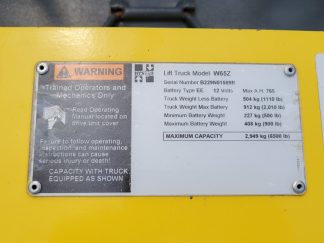 WARNING
Trained Operators and
Mechanics Only
Read Operating
Manual located on
drive unit cover
Failure to follow operating,
inspection, and maintenance
instructions can cause
serious injury or death!
CAPACITY WITH TRUCK
EQUIPPED AS SHOWN
HYSTER
Lift Truck Model W65Z
Serial Number
Battery Type EE 12 Volts Max A.H. 765
Truck Weight Less Battery 504 kg (1110 lb)
Truck Weight Max Battery 912 kg (2,010 lb)
Minimum Battery Weight 227 kg (500 lb)
Maximum Battery Weight 408 kg (900 lb)
MAXIMUM CAPACITY 2,949 kg (6500 lb)